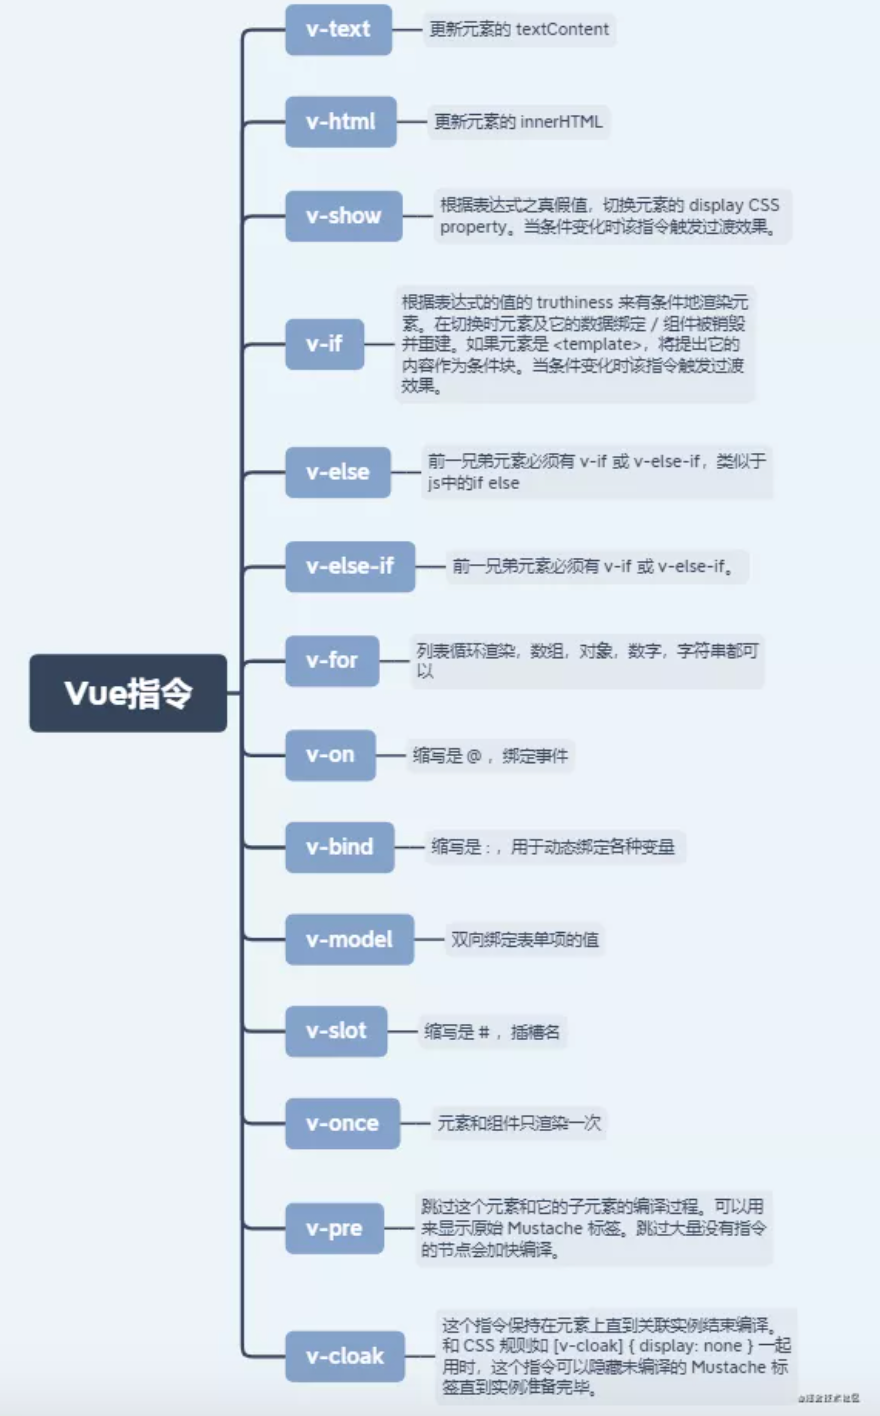 Vue指令
v-text
更新元素的 textContent
v-html
更新元素的 innerHTML
v-show
根据表达式之真假值，切换元素的 display CSS
property。当条件变化时该指令触发过渡效果。
v-if
根据表达式的值的 truthiness 来有条件地渲染元
素。在切换时元素及它的数据绑定 / 组件被销毁
并重建。如果元素是 <template>，将提出它的
内容作为条件块。当条件变化时该指令触发过渡
效果。
v-else
前一兄弟元素必须有 v-if 或 v-else-if，类似于
js中的if else
v-else-if
前一兄弟元素必须有 v-if 或 v-else-if。
v-for
列表循环渲染，数组，对象，数字，字符串都可
以
v-on
缩写是 @ ，绑定事件
v-bind
缩写是 : ，用于动态绑定各种变量
v-model
双向绑定表单项的值
v-slot
缩写是 # ，插槽名
v-once
元素和组件只渲染一次
v-pre
跳过这个元素和它的子元素的编译过程。可以用
来显示原始 Mustache 标签。跳过大量没有指令
的节点会加快编译。
v-cloak
这个指令保持在元素上直到关联实例结束编译。
和 CSS 规则如 [v-cloak] { display: none } 一起
用时，这个指令可以隐藏未编译的 Mustache 标
签直到实例准备完毕。